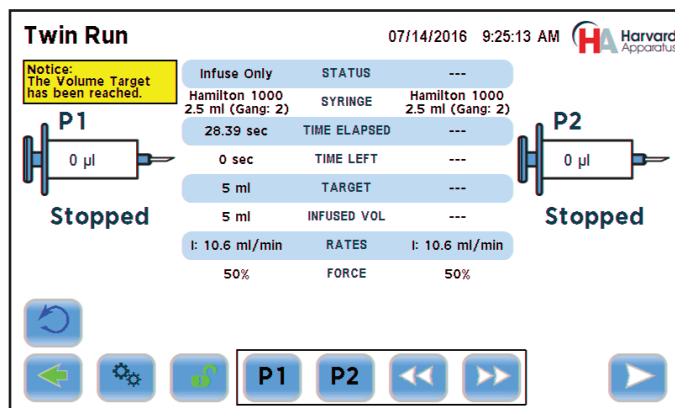 Twin Run
07/14/2016 9:25:13 AM
HA Harvard
Apparatus
Notice:
The Volume Target
has been reached.
Infuse Only STATUS ---
Hamilton 1000
2.5 ml (Gang: 2) SYRINGE Hamilton 1000
2.5 ml (Gang: 2)
28.39 sec TIME ELAPSED ---
0 sec TIME LEFT ---
5 ml TARGET ---
5 ml INFUSED VOL ---
I: 10.6 ml/min RATES I: 10.6 ml/min
50% FORCE 50%
P1
0 µl
Stopped
P2
0 µl
Stopped
P1 P2